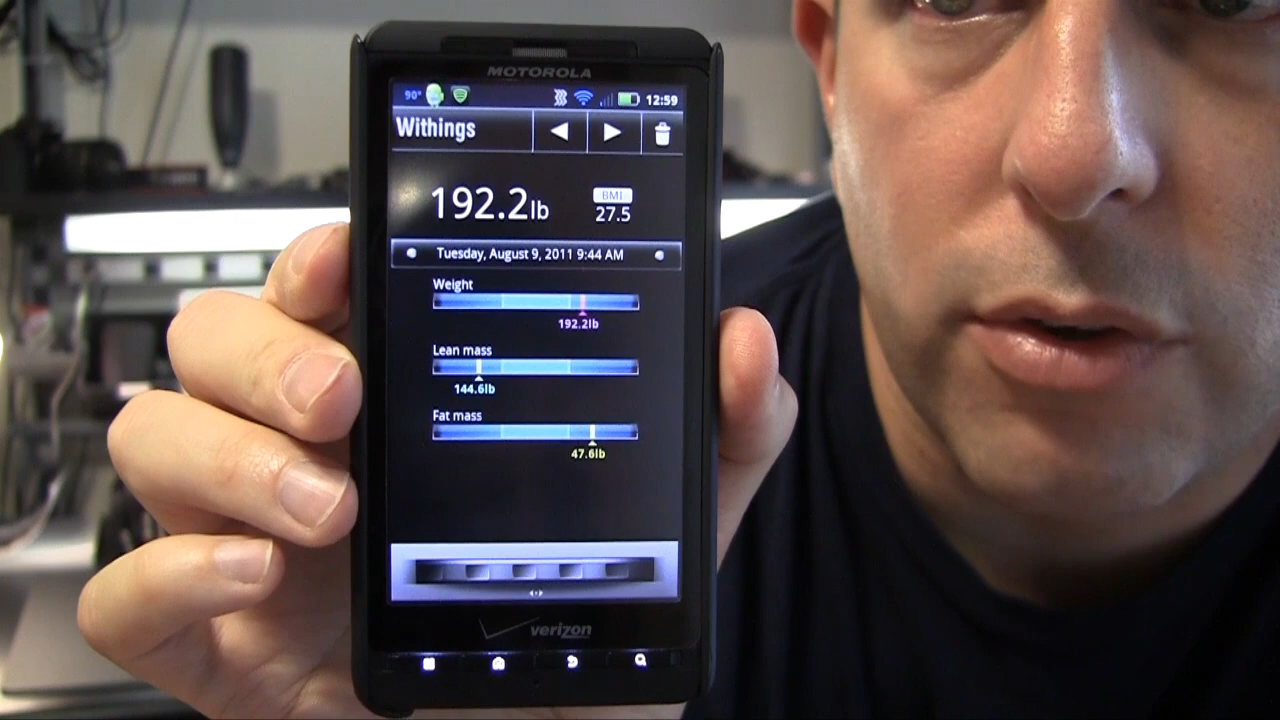 MOTOROLA
90° 12:59
Withings
192.2lb
BMI
27.5
Tuesday, August 9, 2011 9:44 AM
Weight
192.2lb
Lean mass
144.6lb
Fat mass
47.6lb
verizon